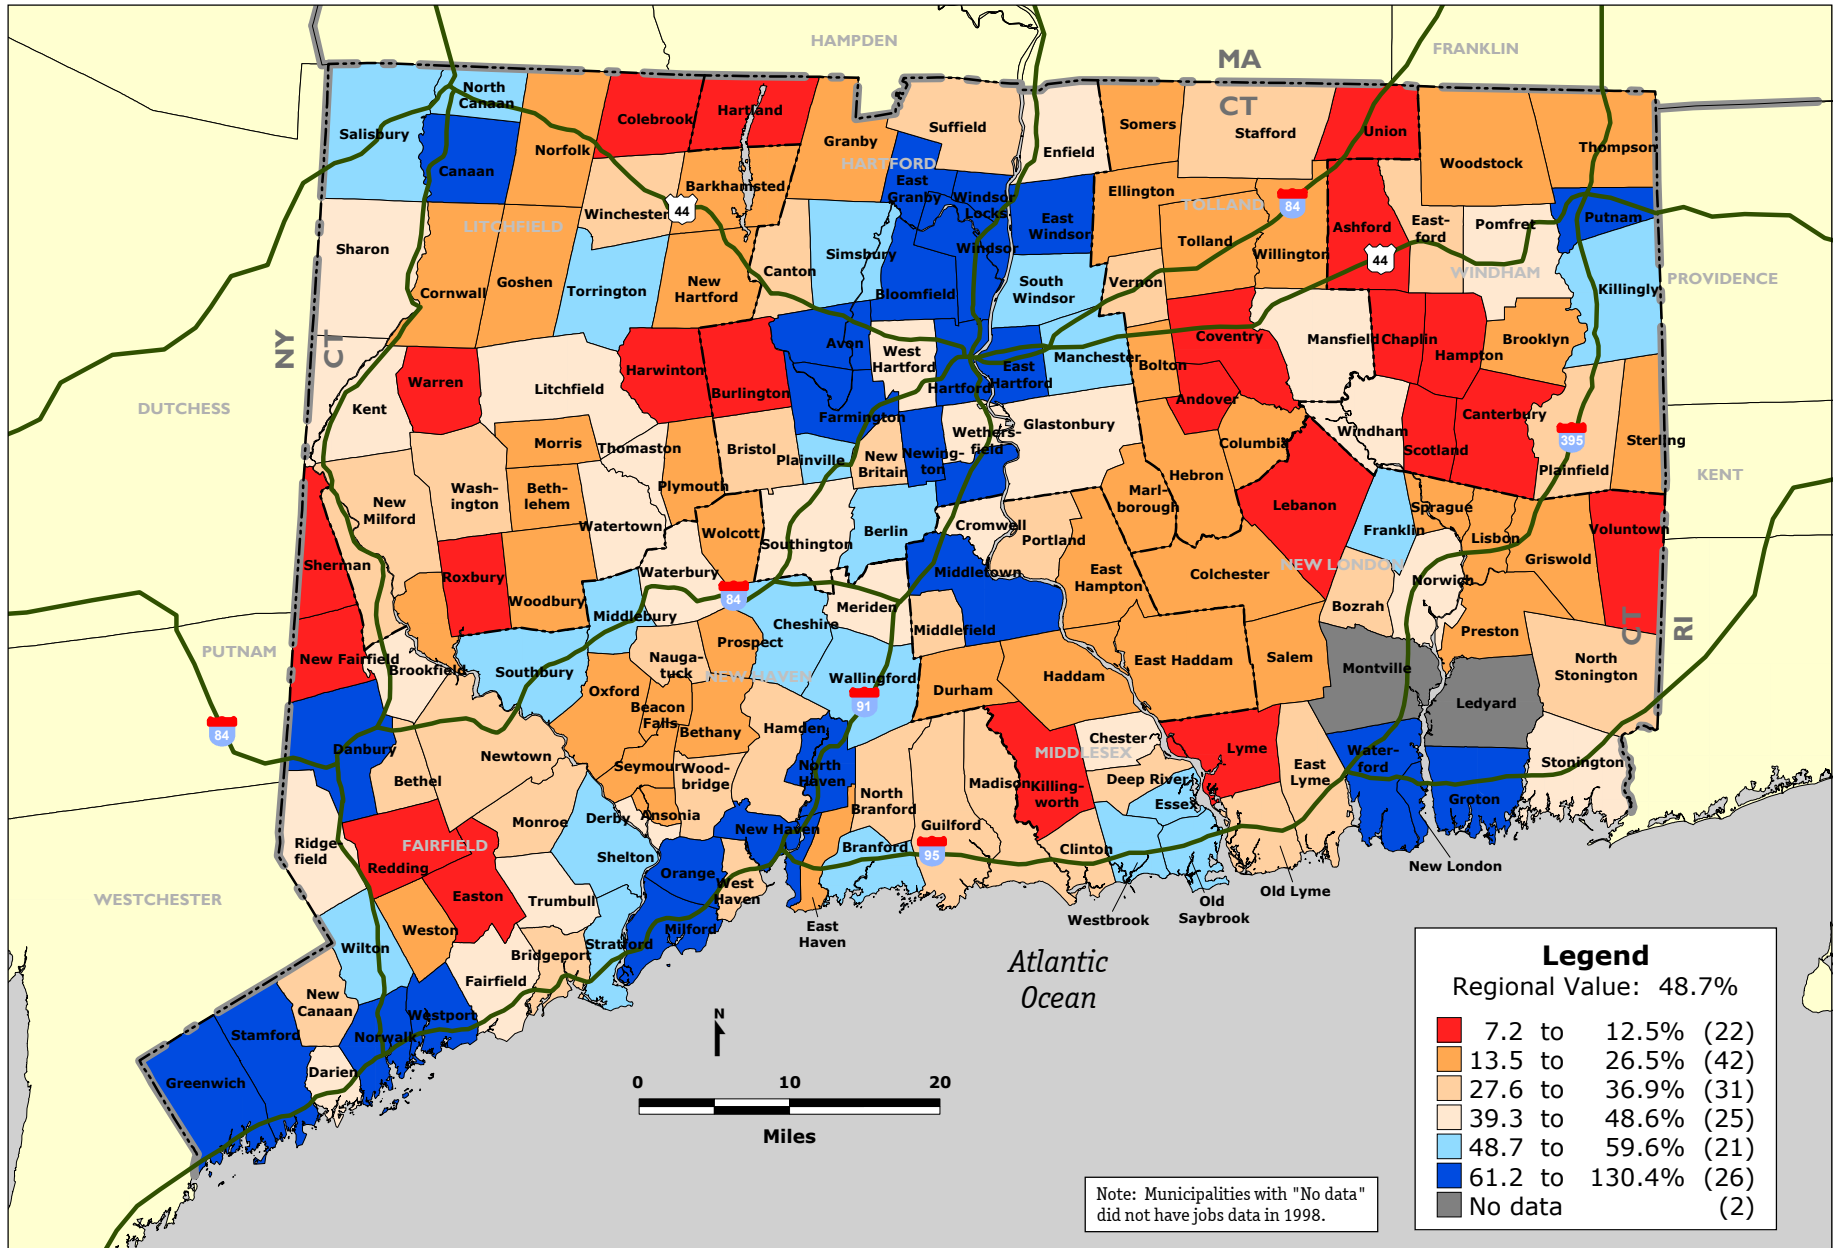 HAMPDEN
FRANKLIN
MA
CT
North
Canaan
Salisbury
Canaan
Norfolk
Colebrook
Hartland
Granby
HARTFORD
Suffield
Enfield
Somers
Stafford
Union
Woodstock
Thompson
Barkhamsted
Winchester
44
East
Granby
Windsor
Locks
East
Windsor
Windsor
Ellington
TOLLAND
84
Tolland
Willington
Ashford
East-
ford
Pomfret
Putnam
44
WINDHAM
PROVIDENCE
LITCHFIELD
Sharon
Cornwall
Goshen
Torrington
New
Hartford
Canton
Simsbury
Bloomfield
South
Windsor
Vernon
Killingly
NY
CT
Kent
Warren
Litchfield
Harwinton
Burlington
Avon
West
Hartford
Hartford
East
Hartford
Manchester
Bolton
Coventry
Mansfield
Chaplin
Hampton
Brooklyn
DUTCHESS
Farmington
Wethers-
field
Glastonbury
Andover
Columbia
Windham
Scotland
Canterbury
395
Plainfield
Sterling
KENT
Morris
Thomaston
Bristol
Plainville
New
Britain
Newing-
ton
Hebron
Marl-
borough
New
Milford
Wash-
ington
Beth-
lehem
Plymouth
Watertown
Wolcott
Southington
Berlin
Cromwell
Portland
Lebanon
Franklin
Sprague
Lisbon
Griswold
Voluntown
Sherman
Roxbury
Woodbury
Waterbury
84
Middlebury
Cheshire
Meriden
Middletown
Middlefield
East
Hampton
Colchester
NEW LONDON
Bozrah
Norwich
Preston
CT
RI
North
Stonington
PUTNAM
84
New Fairfield
Brookfield
Southbury
Nauga-
tuck
Prospect
NEW HAVEN
Wallingford
91
Durham
Haddam
East Haddam
Salem
Montville
Ledyard
Oxford
Beacon
Falls
Bethany
Hamden
Danbury
Newtown
Bethel
Seymour
Wood-
bridge
North
Haven
North
Branford
Madison
Killing-
worth
MIDDLESEX
Chester
Deep River
Essex
Lyme
East
Lyme
Water-
ford
Groton
Stonington
Monroe
Derby
Ansonia
New Haven
Guilford
95
Clinton
Branford
New London
Ridge-
field
FAIRFIELD
Redding
Shelton
Orange
West
Haven
Old Lyme
WESTCHESTER
Easton
Trumbull
Weston
Milford
East
Haven
Westbrook
Old
Saybrook
Wilton
Bridgeport
Stratford
Fairfield
New
Canaan
Westport
Norwalk
Stamford
Darien
Greenwich
Atlantic
Ocean
N
0 10 20
Miles
Legend
Regional Value: 48.7%
7.2 to 12.5% (22)
13.5 to 26.5% (42)
27.6 to 36.9% (31)
39.3 to 48.6% (25)
48.7 to 59.6% (21)
61.2 to 130.4% (26)
No data (2)
Note: Municipalities with "No data"
did not have jobs data in 1998.